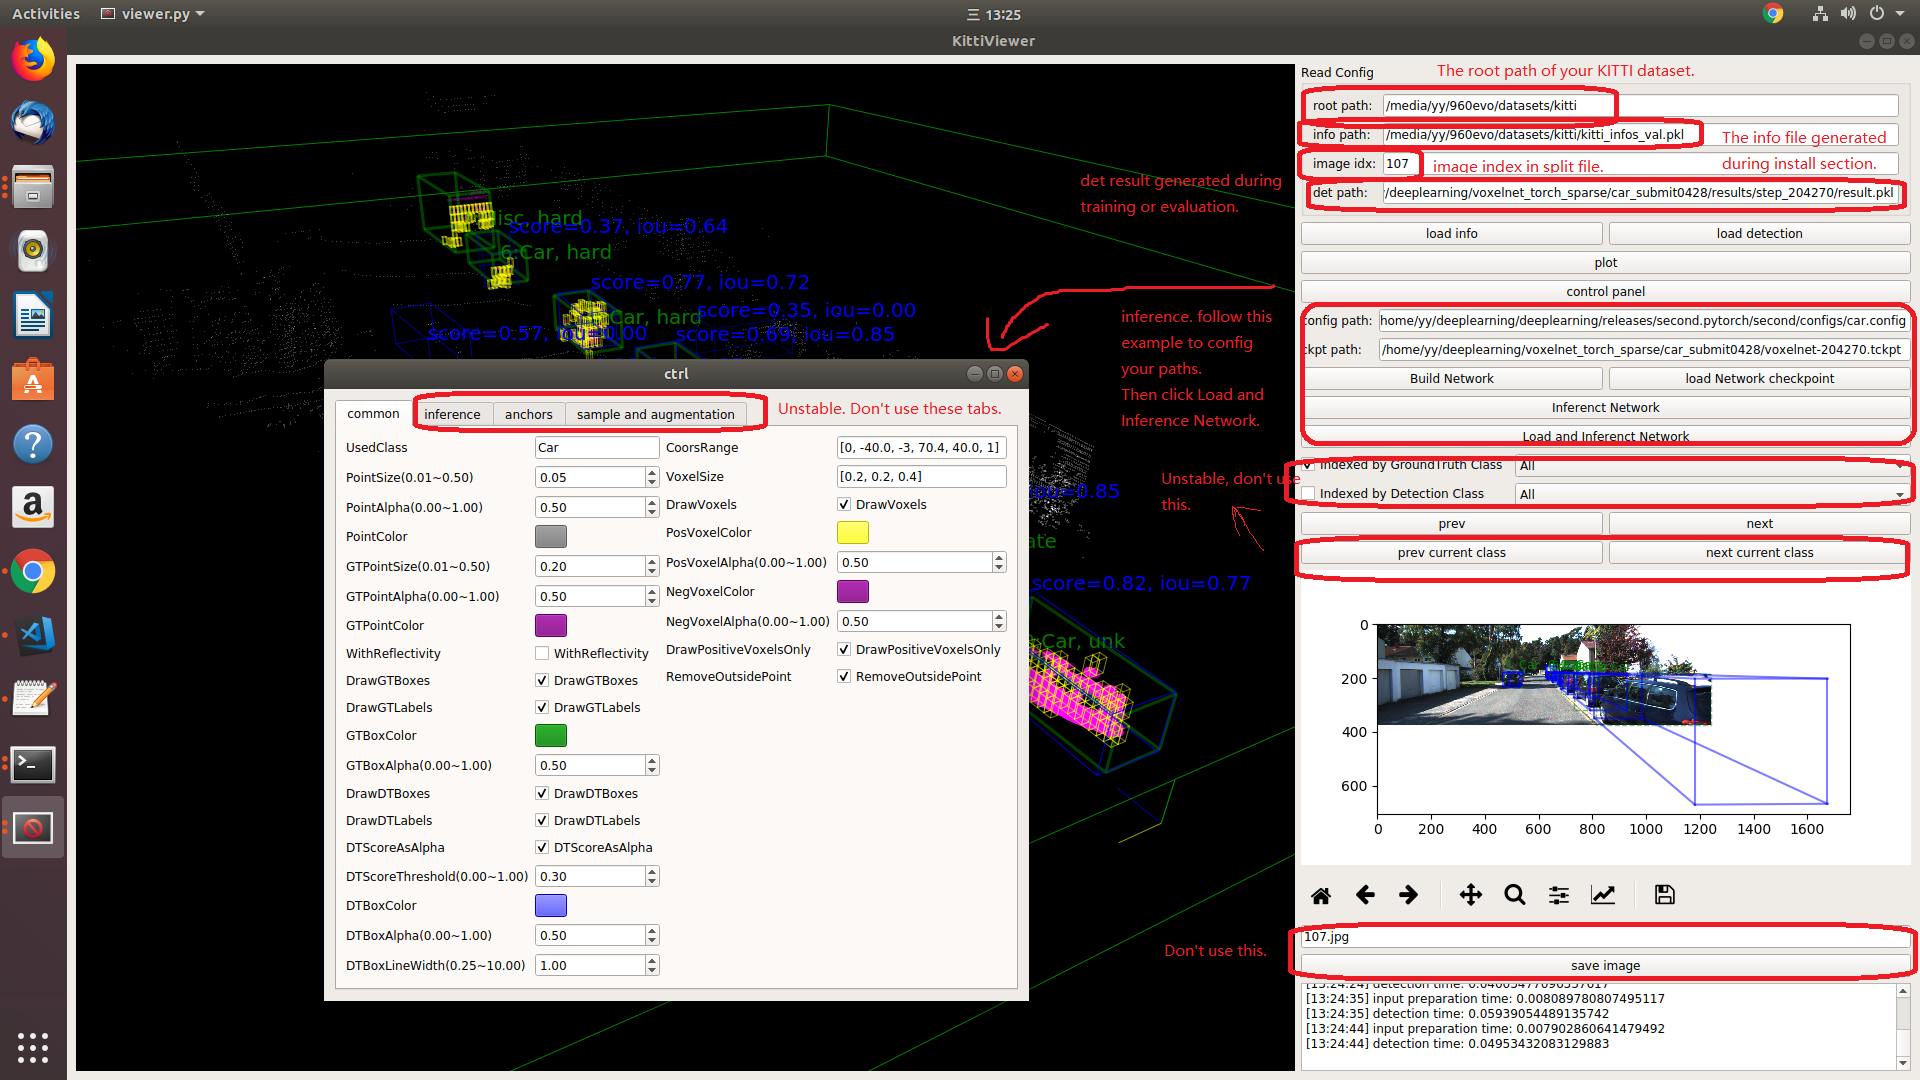 Activities
viewer.py
三 13:25
KittiViewer
Read Config
The root path of your KITTI dataset.
root path:
/media/yy/960evo/datasets/kitti
info path:
/media/yy/960evo/datasets/kitti/kitti_infos_val.pkl
The info file generated
during install section.
image idx:
107
image index in split file.
det path:
/deeplearning/voxelnet_torch_sparse/car_submit0428/results/step_204270/result.pkl
det result generated during
training or evaluation.
load info
load detection
plot
control panel
config path:
home/yy/deeplearning/deeplearning/releases/second.pytorch/second/configs/car.config
ckpt path:
/home/yy/deeplearning/voxelnet_torch_sparse/car_submit0428/voxelnet-204270.tckpt
Build Network
load Network checkpoint
Inferenct Network
Load and Inferenct Network
inference. follow this
example to config
your paths.
Then click Load and
Inference Network.
Indexed by GroundTruth Class
All
Indexed by Detection Class
All
Unstable, don't use
this.
prev
next
prev current class
next current class
disc, hard
score=0.37, iou=0.64
6:Car, hard
score=0.77, iou=0.72
score=0.35, iou=0.00
Car, hard
score=0.57, iou=0.00
score=0.69, iou=0.85
iou=0.85
ate
score=0.82, iou=0.77
Car, unk
ctrl
common
inference
anchors
sample and augmentation
Unstable. Don't use these tabs.
UsedClass
Car
PointSize(0.01~0.50)
0.05
PointAlpha(0.00~1.00)
0.50
PointColor
GTPointSize(0.01~0.50)
0.20
GTPointAlpha(0.00~1.00)
0.50
GTPointColor
WithReflectivity
WithReflectivity
DrawGTBoxes
DrawGTBoxes
DrawGTLabels
DrawGTLabels
GTBoxColor
GTBoxAlpha(0.00~1.00)
0.50
DrawDTBoxes
DrawDTBoxes
DrawDTLabels
DrawDTLabels
DTScoreAsAlpha
DTScoreAsAlpha
DTScoreThreshold(0.00~1.00)
0.30
DTBoxColor
DTBoxAlpha(0.00~1.00)
0.50
DTBoxLineWidth(0.25~10.00)
1.00
CoorsRange
[0, -40.0, -3, 70.4, 40.0, 1]
VoxelSize
[0.2, 0.2, 0.4]
DrawVoxels
DrawVoxels
PosVoxelColor
PosVoxelAlpha(0.00~1.00)
0.50
NegVoxelColor
NegVoxelAlpha(0.00~1.00)
0.50
DrawPositiveVoxelsOnly
DrawPositiveVoxelsOnly
RemoveOutsidePoint
RemoveOutsidePoint
0
200
400
600
0
200
400
600
800
1000
1200
1400
1600
107.jpg
save image
Don't use this.
[13:24:35] input preparation time: 0.008089780807495117
[13:24:35] detection time: 0.05939054489135742
[13:24:44] input preparation time: 0.007902860641479492
[13:24:44] detection time: 0.04953432083129883